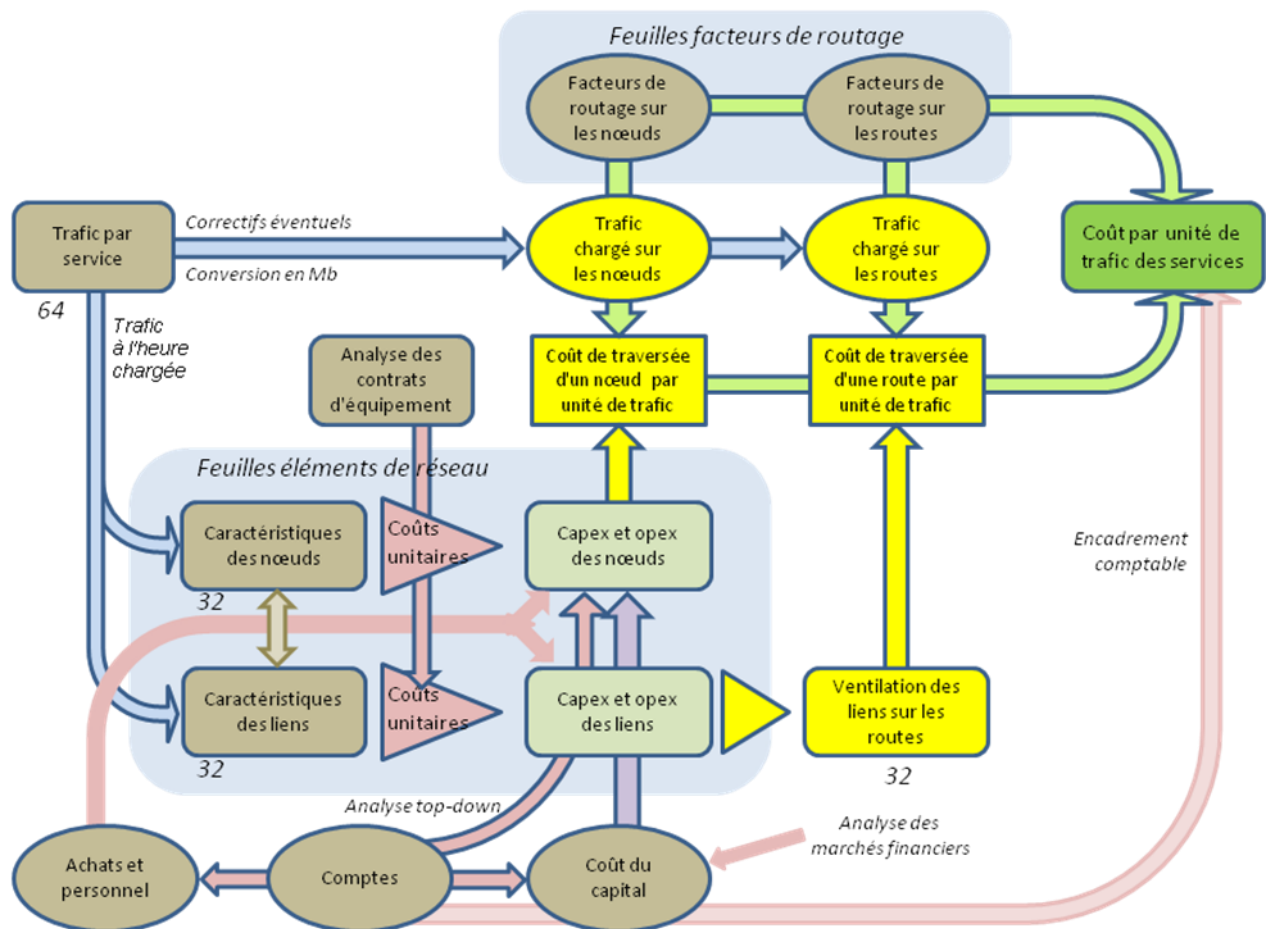 Feuilles facteurs de routage
Facteurs de
routage sur
les nœuds
Facteurs de
routage sur
les routes
Trafic par
service
64
Correctifs éventuels
Conversion en Mb
Trafic
chargé sur
les nœuds
Trafic
chargé sur
les routes
Coût par unité de
trafic des services
Trafic
à l'heure
chargée
Analyse des
contrats
d'équipement
Coût de traversée
d'un nœud par
unité de trafic
Coût de traversée
d'une route par
unité de trafic
Feuilles éléments de réseau
Caractéristiques
des nœuds
32
Coûts
unitaires
Capex et opex
des nœuds
Encadrement
comptable
Caractéristiques
des liens
32
Coûts
unitaires
Capex et opex
des liens
Ventilation des
liens sur les
routes
32
Analyse top-down
Analyse des
marchés financiers
Achats et
personnel
Comptes
Coût du
capital